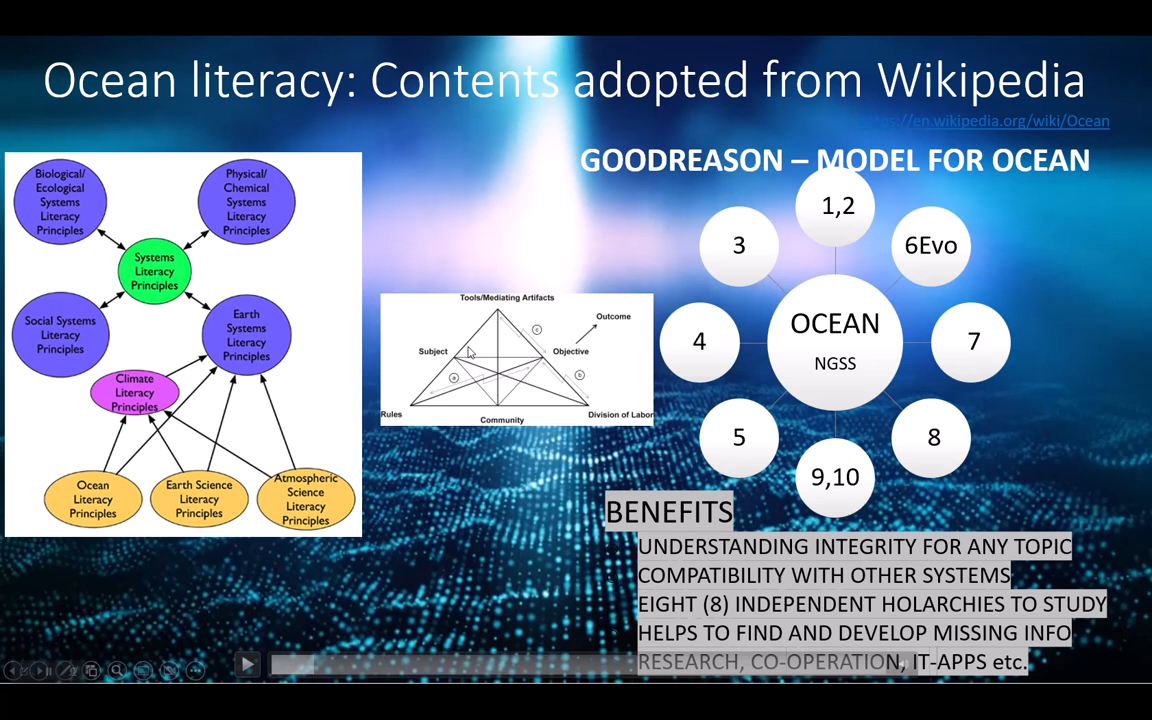 Ocean literacy: Contents adopted from Wikipedia
https://en.wikipedia.org/wiki/Ocean
GOODREASON – MODEL FOR OCEAN
Biological/
Ecological
Systems
Literacy
Principles
Physical/
Chemical
Systems
Literacy
Principles
Systems
Literacy
Principles
Social Systems
Literacy
Principles
Earth
Systems
Literacy
Principles
Climate
Literacy
Principles
Ocean
Literacy
Principles
Earth Science
Literacy
Principles
Atmospheric
Science
Literacy
Principles
Tools/Mediating Artifacts
Outcome
Subject
Objective
a
b
c
Rules
Community
Division of Labor
1,2
3
6Evo
OCEAN
NGSS
4
7
5
8
9,10
BENEFITS
UNDERSTANDING INTEGRITY FOR ANY TOPIC
COMPATIBILITY WITH OTHER SYSTEMS
EIGHT (8) INDEPENDENT HOLARCHIES TO STUDY
HELPS TO FIND AND DEVELOP MISSING INFO
RESEARCH, CO-OPERATION, IT-APPS etc.